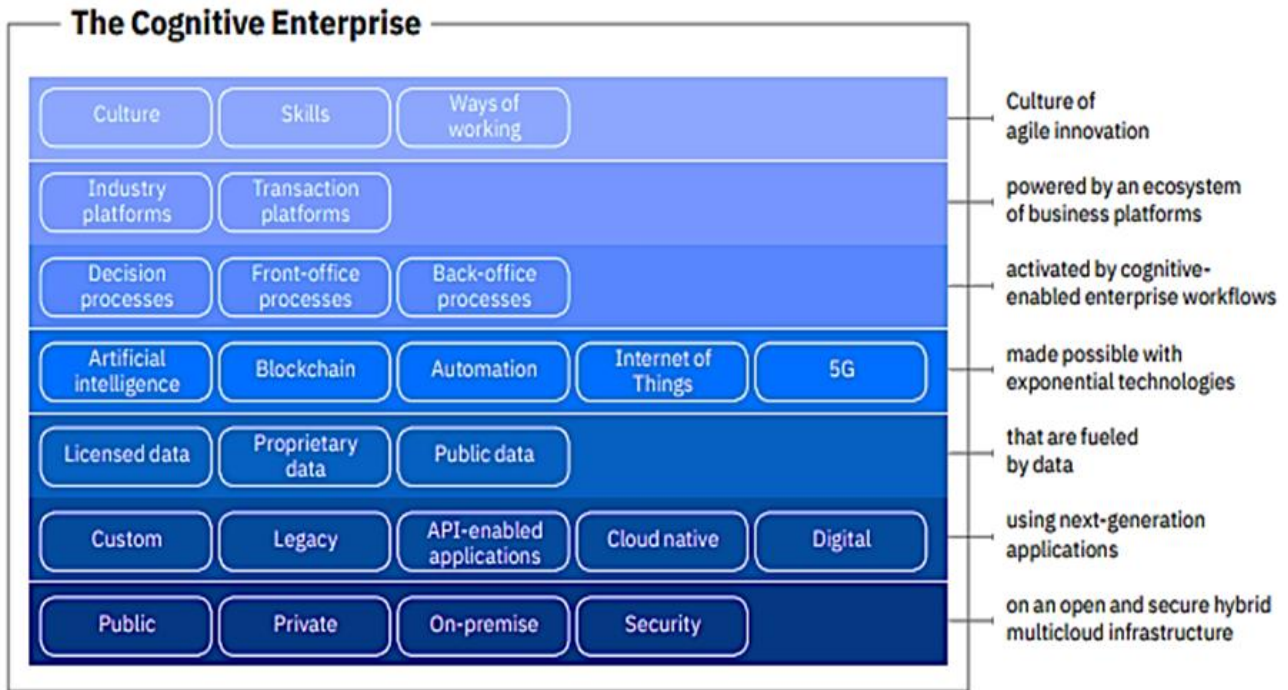 The Cognitive Enterprise
Culture
Skills
Ways of
working
Culture of
agile innovation
Industry
platforms
Transaction
platforms
powered by an ecosystem
of business platforms
Decision
processes
Front-office
processes
Back-office
processes
activated by cognitive-
enabled enterprise workflows
Artificial
intelligence
Blockchain
Automation
Internet of
Things
5G
made possible with
exponential technologies
Licensed data
Proprietary
data
Public data
that are fueled
by data
Custom
Legacy
API-enabled
applications
Cloud native
Digital
using next-generation
applications
Public
Private
On-premise
Security
on an open and secure hybrid
multicloud infrastructure